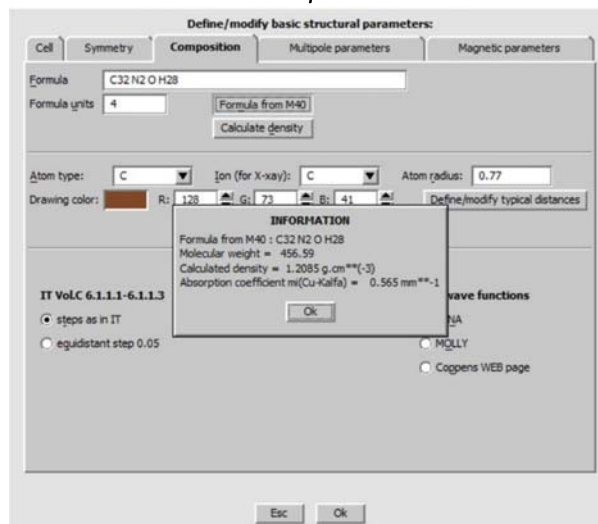 Define/modify basic structural parameters:
Cell Symmetry Composition Multipole parameters Magnetic parameters
Formula C32 N2 O H28
Formula units 4 Formula from M40
Calculate density
Atom type: C Ion (for X-xay): C Atom radius: 0.77
Drawing color: R: 128 G: 73 B: 41 Define/modify typical distances
INFORMATION
Formula from M40 : C32 N2 O H28
Molecular weight = 456.59
Calculated density = 1.2085 g.cm**(-3)
Absorption coefficient mi(Cu-Kalfa) = 0.565 mm**-1
Ok
IT Vol.C 6.1.1.1-6.1.1.3 wave functions
steps as in IT NA
equidistant step 0.05 MOLLY
Coppens WEB page
Esc Ok